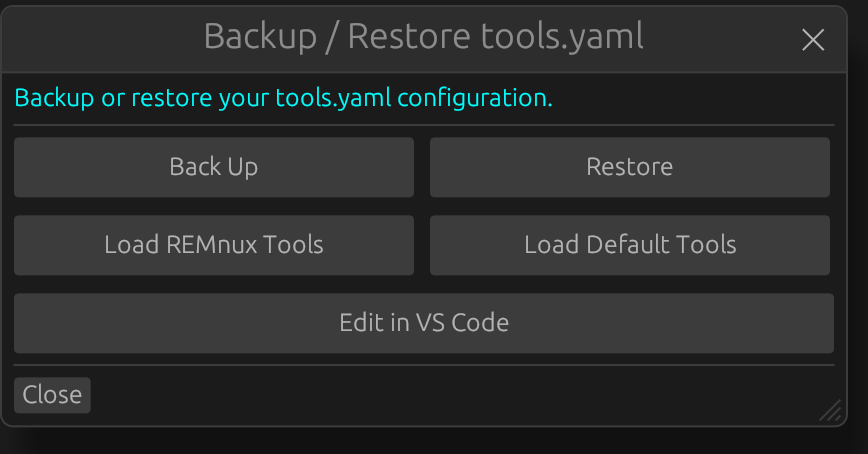 Backup / Restore tools.yaml
Backup or restore your tools.yaml configuration.
Back Up
Restore
Load REMnux Tools
Load Default Tools
Edit in VS Code
Close